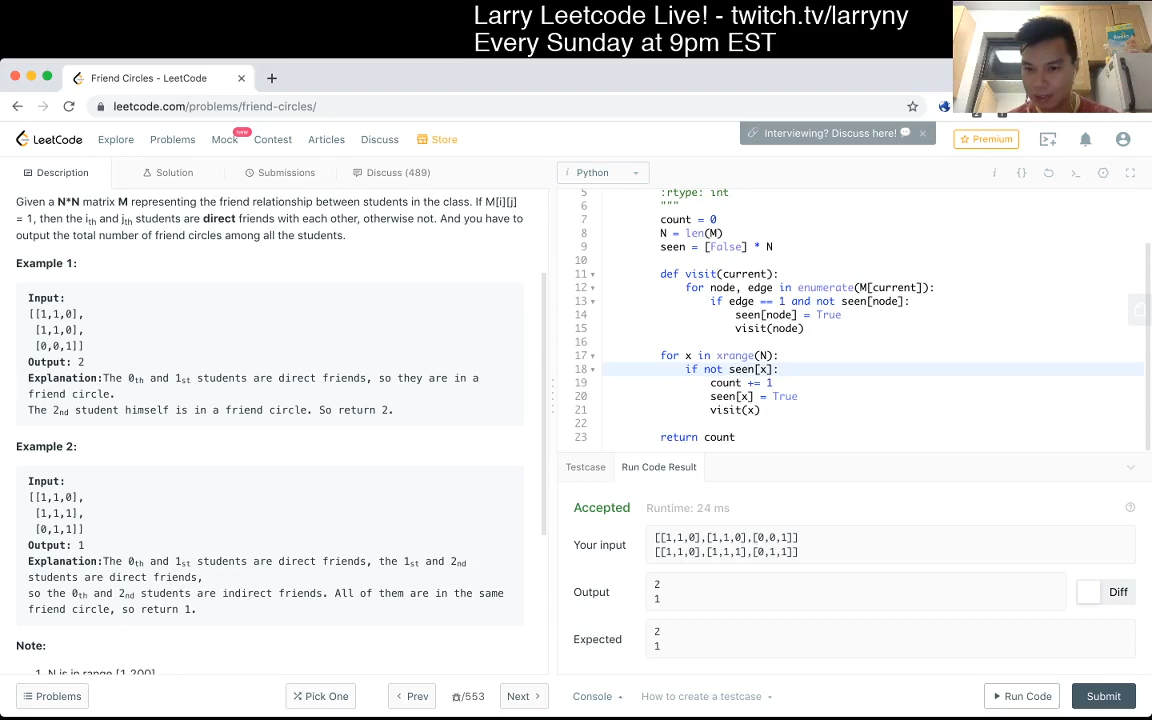 Larry Leetcode Live! - twitch.tv/larryny
Every Sunday at 9pm EST
Friend Circles - LeetCode
leetcode.com/problems/friend-circles/
LeetCode
Explore
Problems
Mock
new
Contest
Articles
Discuss
Store
Interviewing? Discuss here!
Premium
Description
Solution
Submissions
Discuss (489)
i Python
Given a N*N matrix M representing the friend relationship between students in the class. If M[i][j]
= 1, then the ith and jth students are direct friends with each other, otherwise not. And you have to
output the total number of friend circles among all the students.
Example 1:
Input:
[[1,1,0],
[1,1,0],
[0,0,1]]
Output: 2
Explanation:The 0th and 1st students are direct friends, so they are in a
friend circle.
The 2nd student himself is in a friend circle. So return 2.
Example 2:
Input:
[[1,1,0],
[1,1,1],
[0,1,1]]
Output: 1
Explanation:The 0th and 1st students are direct friends, the 1st and 2nd
students are direct friends,
so the 0th and 2nd students are indirect friends. All of them are in the same
friend circle, so return 1.
Note:
1. N is in range [1,200].
Problems
Pick One
Prev
/553
Next
5 :rtype: int
6 """
7 count = 0
8 N = len(M)
9 seen = [False] * N
10
11 def visit(current):
12 for node, edge in enumerate(M[current]):
13 if edge == 1 and not seen[node]:
14 seen[node] = True
15 visit(node)
16
17 for x in xrange(N):
18 if not seen[x]:
19 count += 1
20 seen[x] = True
21 visit(x)
22
23 return count
Testcase
Run Code Result
Accepted
Runtime: 24 ms
Your input
[[1,1,0],[1,1,0],[0,0,1]]
[[1,1,0],[1,1,1],[0,1,1]]
Output
2
1
Diff
Expected
2
1
Console
How to create a testcase
Run Code
Submit